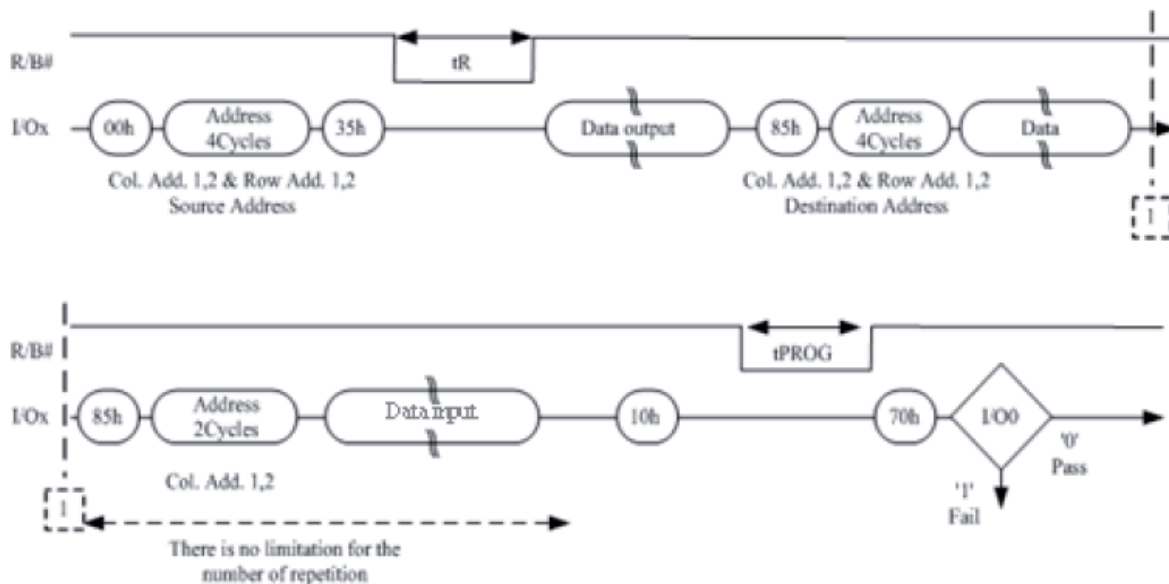 R/B#
tR
I/Ox
00h
Address
4Cycles
35h
Data output
85h
Address
4Cycles
Data
Col. Add. 1,2 & Row Add. 1,2
Source Address
Col. Add. 1,2 & Row Add. 1,2
Destination Address
1
R/B#
tPROG
I/Ox
85h
Address
2Cycles
Data input
10h
70h
I/O0
'0'
Pass
Col. Add. 1,2
'1'
Fail
1
There is no limitation for the
number of repetition